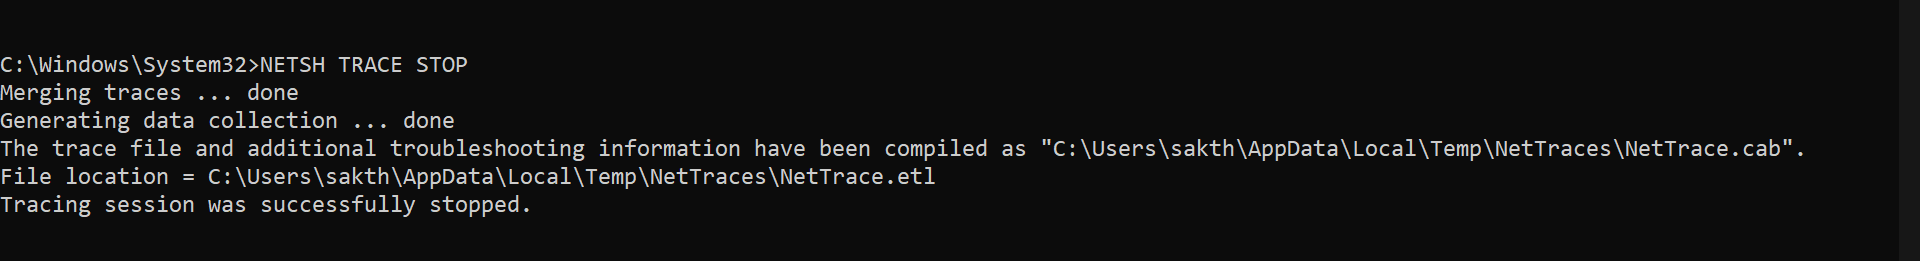 C:\Windows\System32>NETSH TRACE STOP
Merging traces ... done
Generating data collection ... done
The trace file and additional troubleshooting information have been compiled as "C:\Users\sakth\AppData\Local\Temp\NetTraces\NetTrace.cab".
File location = C:\Users\sakth\AppData\Local\Temp\NetTraces\NetTrace.etl
Tracing session was successfully stopped.